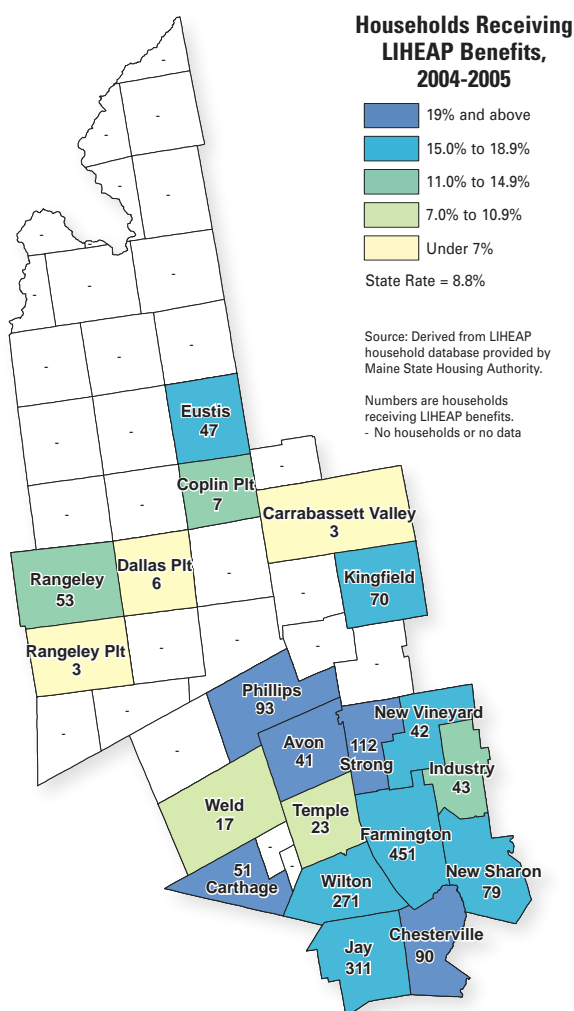 Households Receiving
LIHEAP Benefits,
2004-2005
19% and above
15.0% to 18.9%
11.0% to 14.9%
7.0% to 10.9%
Under 7%
State Rate = 8.8%
Source: Derived from LIHEAP
household database provided by
Maine State Housing Authority.
Numbers are households
receiving LIHEAP benefits.
- No households or no data
-
-
-
-
-
-
-
-
-
-
-
-
-
Eustis
47
-
-
-
-
Coplin Plt
7
Carrabassett Valley
3
Rangeley
53
Dallas Plt
6
-
-
Kingfield
70
Rangeley Plt
3
-
-
-
-
-
-
-
Phillips
93
New Vineyard
42
Avon
41
112
Strong
Industry
43
Weld
17
Temple
23
Farmington
451
-
-
51
Carthage
Wilton
271
New Sharon
79
Jay
311
Chesterville
90